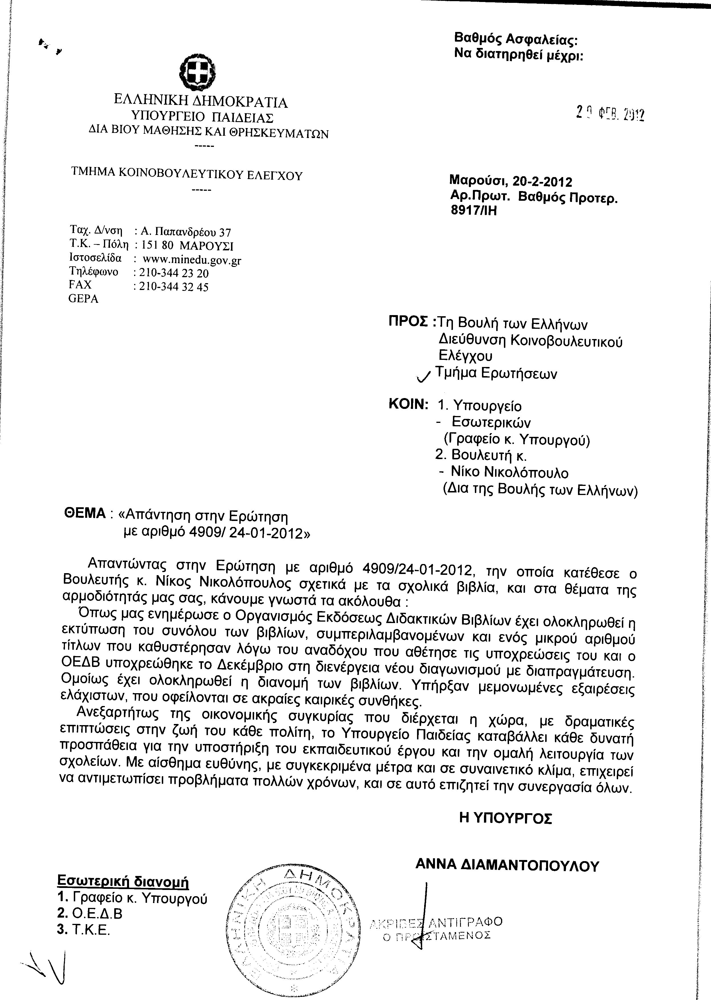 Βαθμός Ασφαλείας:
Να διατηρηθεί μέχρι:
ΕΛΛΗΝΙΚΗ ΔΗΜΟΚΡΑΤΙΑ
ΥΠΟΥΡΓΕΙΟ ΠΑΙΔΕΙΑΣ
ΔΙΑ ΒΙΟΥ ΜΑΘΗΣΗΣ ΚΑΙ ΘΡΗΣΚΕΥΜΑΤΩΝ
-----
ΦΕΒ. 2012
ΤΜΗΜΑ ΚΟΙΝΟΒΟΥΛΕΥΤΙΚΟΥ ΕΛΕΓΧΟΥ
-----
Μαρούσι, 20-2-2012
Αρ.Πρωτ. Βαθμός Προτερ.
8917/ΙΗ
Ταχ. Δ/νση : Α. Παπανδρέου 37
Τ.Κ. – Πόλη : 151 80 ΜΑΡΟΥΣΙ
Ιστοσελίδα : www.minedu.gov.gr
Τηλέφωνο : 210-344 23 20
FAX : 210-344 32 45
GEPA
ΠΡΟΣ :Τη Βουλή των Ελλήνων
Διεύθυνση Κοινοβουλευτικού
Ελέγχου
Τμήμα Ερωτήσεων
ΚΟΙΝ: 1. Υπουργείο
- Εσωτερικών
(Γραφείο κ. Υπουργού)
2. Βουλευτή κ.
- Νίκο Νικολόπουλο
(Δια της Βουλής των Ελλήνων)
ΘΕΜΑ : «Απάντηση στην Ερώτηση
με αριθμό 4909/ 24-01-2012»
Απαντώντας στην Ερώτηση με αριθμό 4909/24-01-2012, την οποία κατέθεσε ο
Βουλευτής κ. Νίκος Νικολόπουλος σχετικά με τα σχολικά βιβλία, και στα θέματα της
αρμοδιότητάς μας σας, κάνουμε γνωστά τα ακόλουθα :
Όπως μας ενημέρωσε ο Οργανισμός Εκδόσεως Διδακτικών Βιβλίων έχει ολοκληρωθεί η
εκτύπωση του συνόλου των βιβλίων, συμπεριλαμβανομένων και ενός μικρού αριθμού
τίτλων που καθυστέρησαν λόγω του αναδόχου που αθέτησε τις υποχρεώσεις του και ο
ΟΕΔΒ υποχρεώθηκε το Δεκέμβριο στη διενέργεια νέου διαγωνισμού με διαπραγμάτευση.
Ομοίως έχει ολοκληρωθεί η διανομή των βιβλίων. Υπήρξαν μεμονωμένες εξαιρέσεις
ελάχιστων, που οφείλονται σε ακραίες καιρικές συνθήκες.
Ανεξαρτήτως της οικονομικής συγκυρίας που διέρχεται η χώρα, με δραματικές
επιπτώσεις στην ζωή του κάθε πολίτη, το Υπουργείο Παιδείας καταβάλλει κάθε δυνατή
προσπάθεια για την υποστήριξη του εκπαιδευτικού έργου και την ομαλή λειτουργία των
σχολείων. Με αίσθημα ευθύνης, με συγκεκριμένα μέτρα και σε συναινετικό κλίμα, επιχειρεί
να αντιμετωπίσει προβλήματα πολλών χρόνων, και σε αυτό επιζητεί την συνεργασία όλων.
Η ΥΠΟΥΡΓΟΣ
ΑΝΝΑ ΔΙΑΜΑΝΤΟΠΟΥΛΟΥ
Εσωτερική διανομή
1. Γραφείο κ. Υπουργού
2. Ο.Ε.Δ.Β
3. Τ.Κ.Ε.
ΕΛΛΗΝΙΚΗ ΔΗΜΟΚΡΑΤΙΑ
ΑΚΡΙΒΕΣ ΑΝΤΙΓΡΑΦΟ
Ο ΠΡΟΪΣΤΑΜΕΝΟΣ